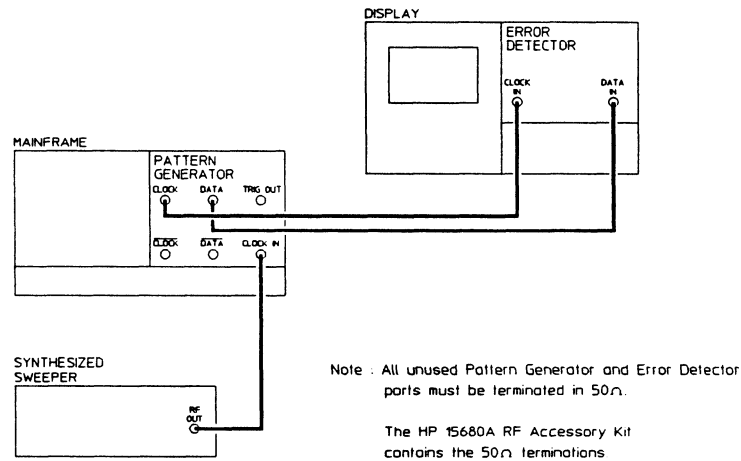 DISPLAY
ERROR
DETECTOR
CLOCK
IN
DATA
IN
MAINFRAME
PATTERN
GENERATOR
CLOCK DATA TRIG OUT
C̅L̅O̅C̅K̅ D̅A̅T̅A̅ CLOCK IN
SYNTHESIZED
SWEEPER
RF
OUT
Note : All unused Pattern Generator and Error Detector
ports must be terminated in 50Ω.
The HP 15680A RF Accessory Kit
contains the 50Ω terminations